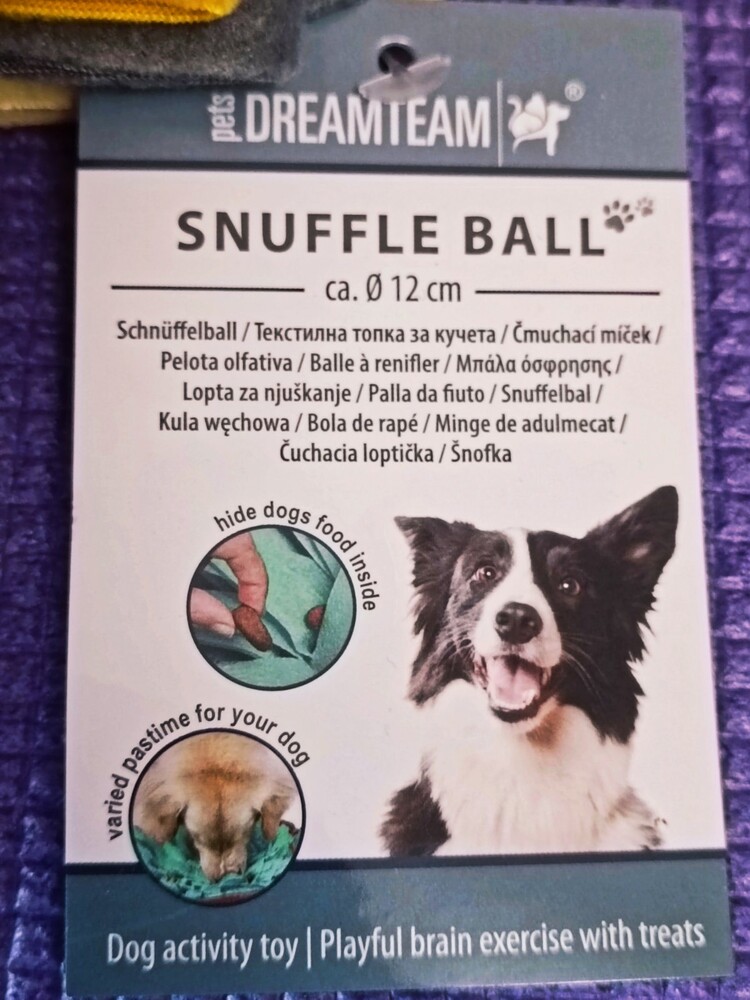 pets DREAMTEAM ®
SNUFFLE BALL
ca. Ø 12 cm
Schnüffelball / Текстилна топка за кучета / Čmuchací míček /
Pelota olfativa / Balle à renifler / Μπάλα όσφρησης /
Lopta za njuškanje / Palla da fiuto / Snuffelbal /
Kula węchowa / Bola de rapé / Minge de adulmecat /
Čuchacia loptička / Šnofka
hide dogs food inside
varied pastime for your dog
Dog activity toy | Playful brain exercise with treats